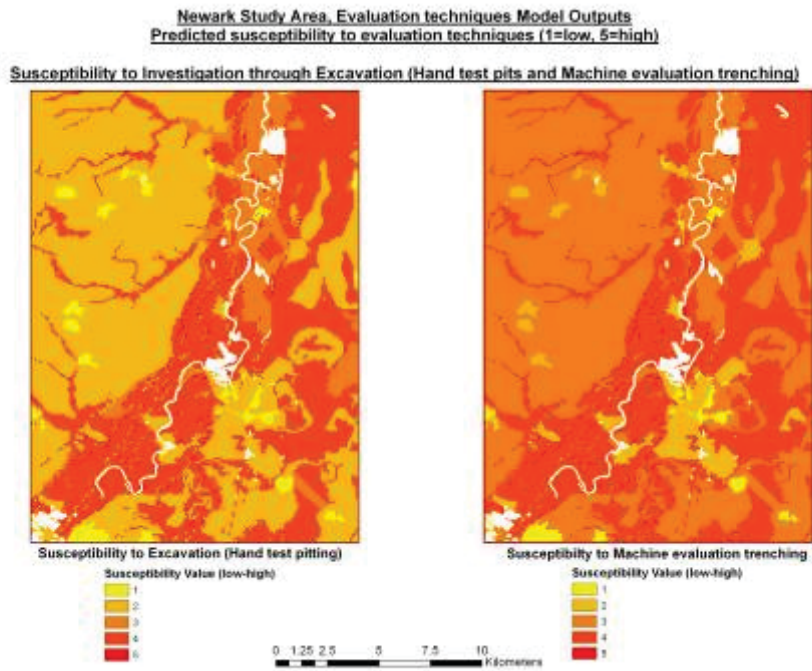 Newark Study Area, Evaluation techniques Model Outputs
Predicted susceptibility to evaluation techniques (1=low, 5=high)
Susceptibility to Investigation through Excavation (Hand test pits and Machine evaluation trenching)
Susceptibility to Excavation (Hand test pitting)
Susceptibility Value (low-high)
1
2
3
4
5
Susceptibilty to Machine evaluation trenching
Susceptibility Value (low-high)
1
2
3
4
5
0 1.25 2.5 5 7.5 10
Kilometers